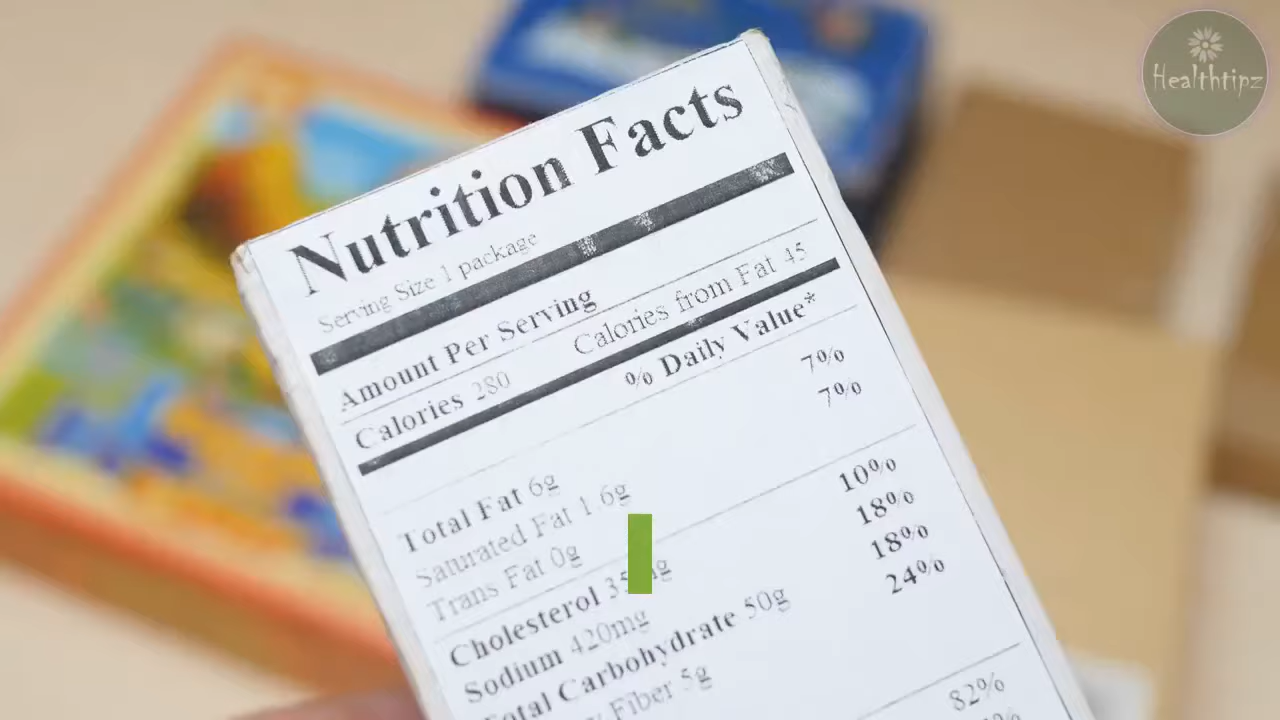 Healthtipz
Nutrition Facts
Serving Size 1 package
Amount Per Serving
Calories 280 Calories from Fat 45
% Daily Value*
Total Fat 6g 7%
Saturated Fat 1.6g 7%
Trans Fat 0g
Cholesterol 10%
Sodium 420mg 18%
Total Carbohydrate 50g 18%
Fiber 5g 24%
82%